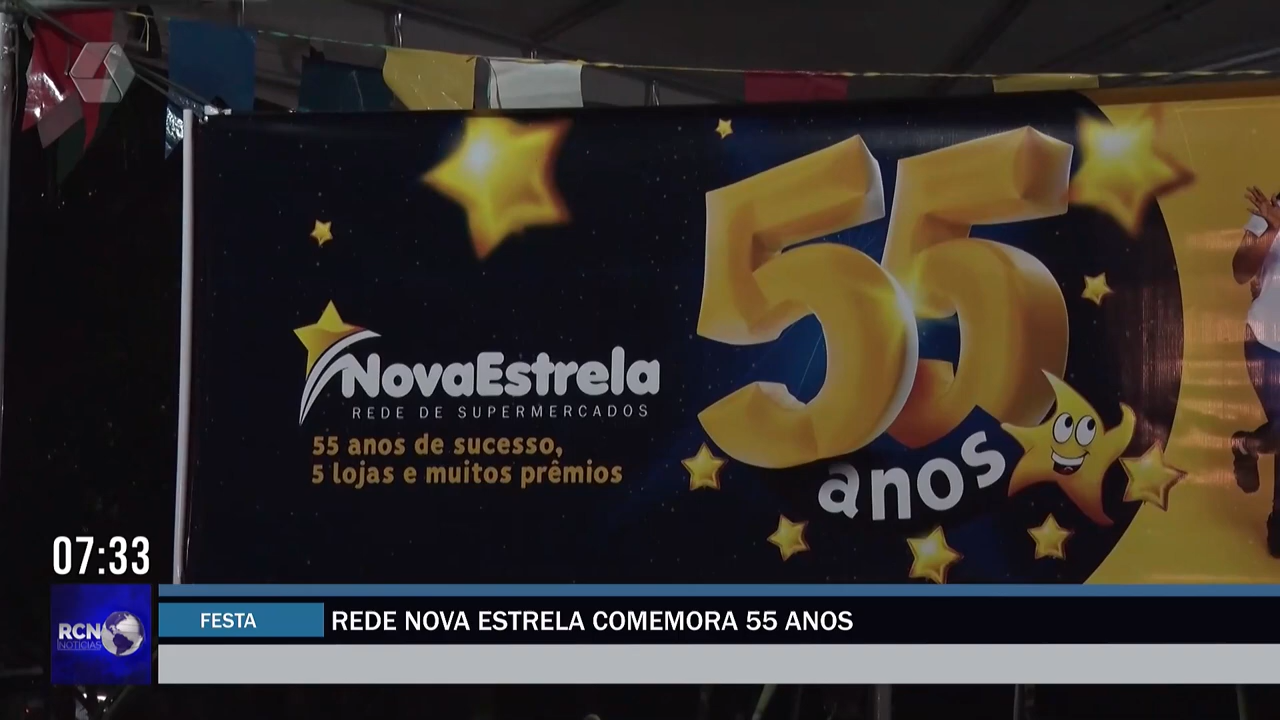 55
anos
NovaEstrela
REDE DE SUPERMERCADOS
55 anos de sucesso,
5 lojas e muitos prêmios
07:33
RCN
NOTÍCIAS
FESTA
REDE NOVA ESTRELA COMEMORA 55 ANOS